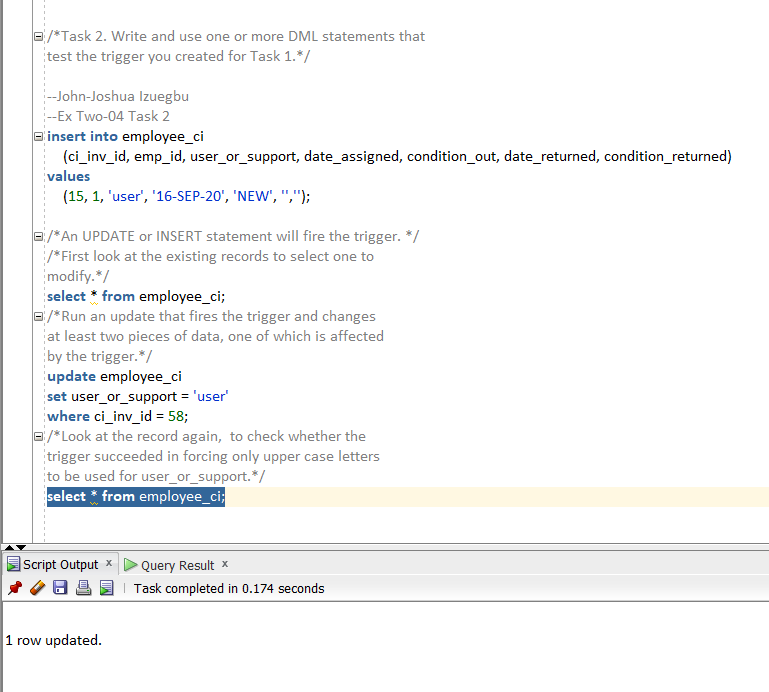 /*Task 2. Write and use one or more DML statements that
test the trigger you created for Task 1.*/
--John-Joshua Izuegbu
--Ex Two-04 Task 2
insert into employee_ci
(ci_inv_id, emp_id, user_or_support, date_assigned, condition_out, date_returned, condition_returned)
values
(15, 1, 'user', '16-SEP-20', 'NEW', '','');
/*An UPDATE or INSERT statement will fire the trigger. */
/*First look at the existing records to select one to
modify.*/
select * from employee_ci;
/*Run an update that fires the trigger and changes
at least two pieces of data, one of which is affected
by the trigger.*/
update employee_ci
set user_or_support = 'user'
where ci_inv_id = 58;
/*Look at the record again,  to check whether the
trigger succeeded in forcing only upper case letters
to be used for user_or_support.*/
select * from employee_ci;
Script Output x Query Result x
Task completed in 0.174 seconds
1 row updated.